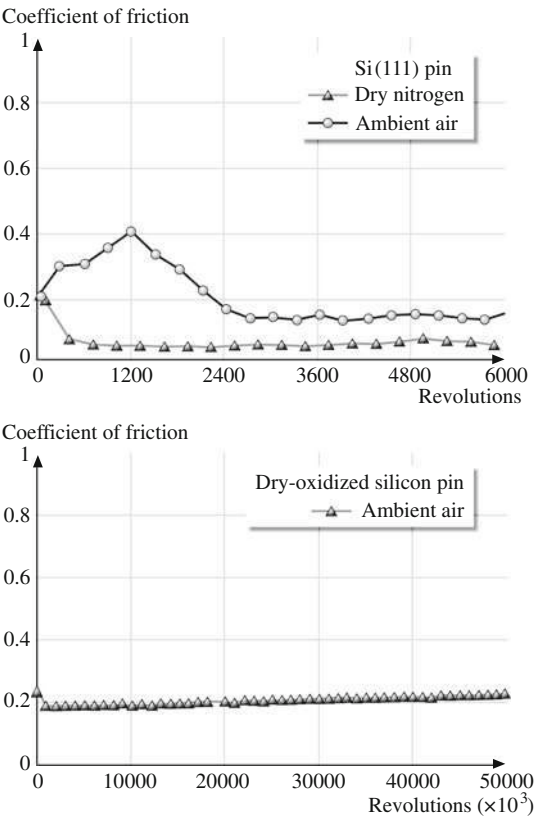 Coefficient of friction
1
Si(111) pin
Dry nitrogen
Ambient air
0.8
0.6
0.4
0.2
0
0 1200 2400 3600 4800 6000
Revolutions
Coefficient of friction
1
Dry-oxidized silicon pin
Ambient air
0.8
0.6
0.4
0.2
0
0 10000 20000 30000 40000 50000
Revolutions (×10³)